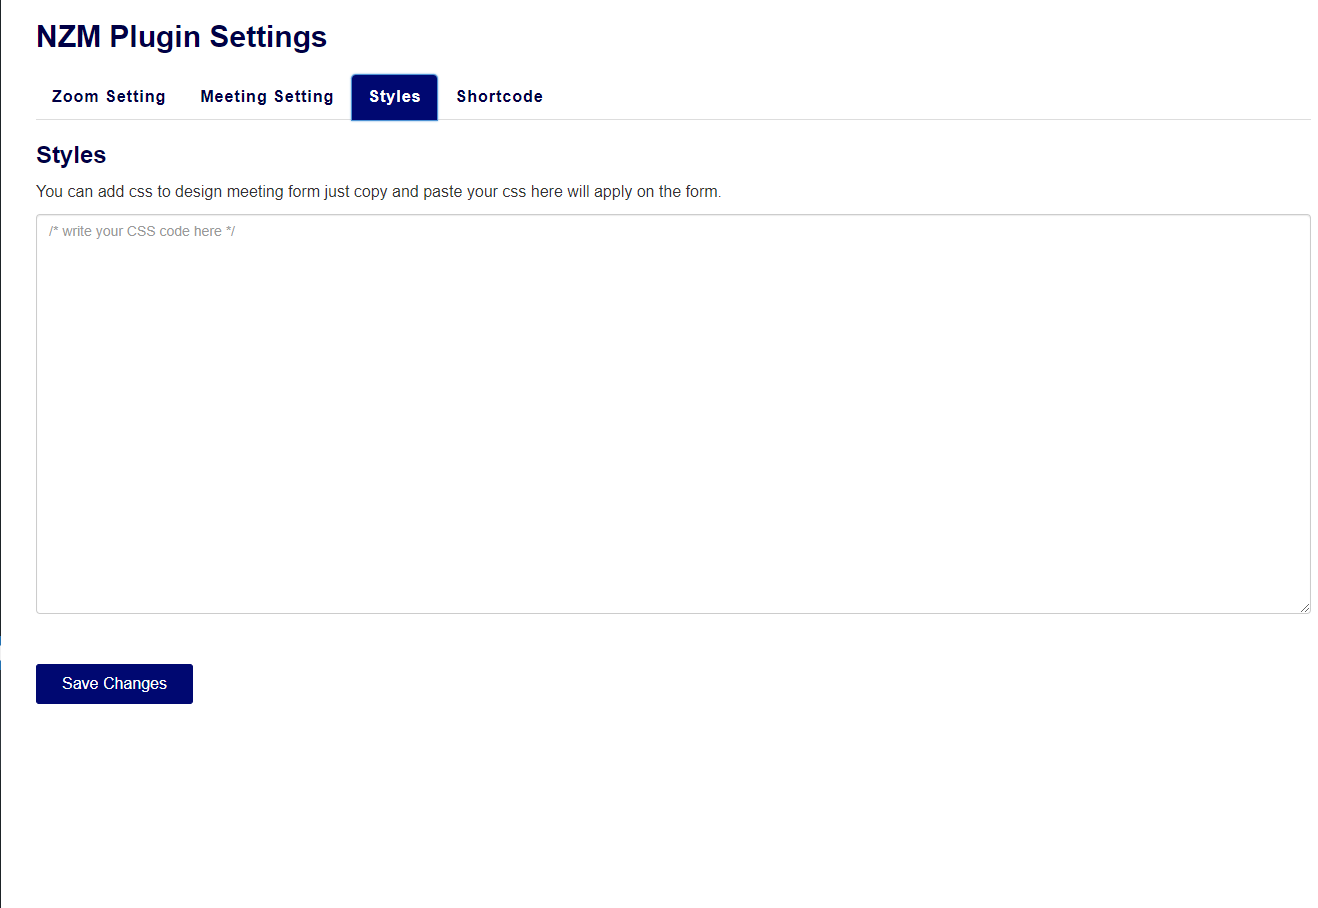 NZM Plugin Settings
Zoom Setting Meeting Setting Styles Shortcode
Styles
You can add css to design meeting form just copy and paste your css here will apply on the form.
/* write your CSS code here */
Save Changes